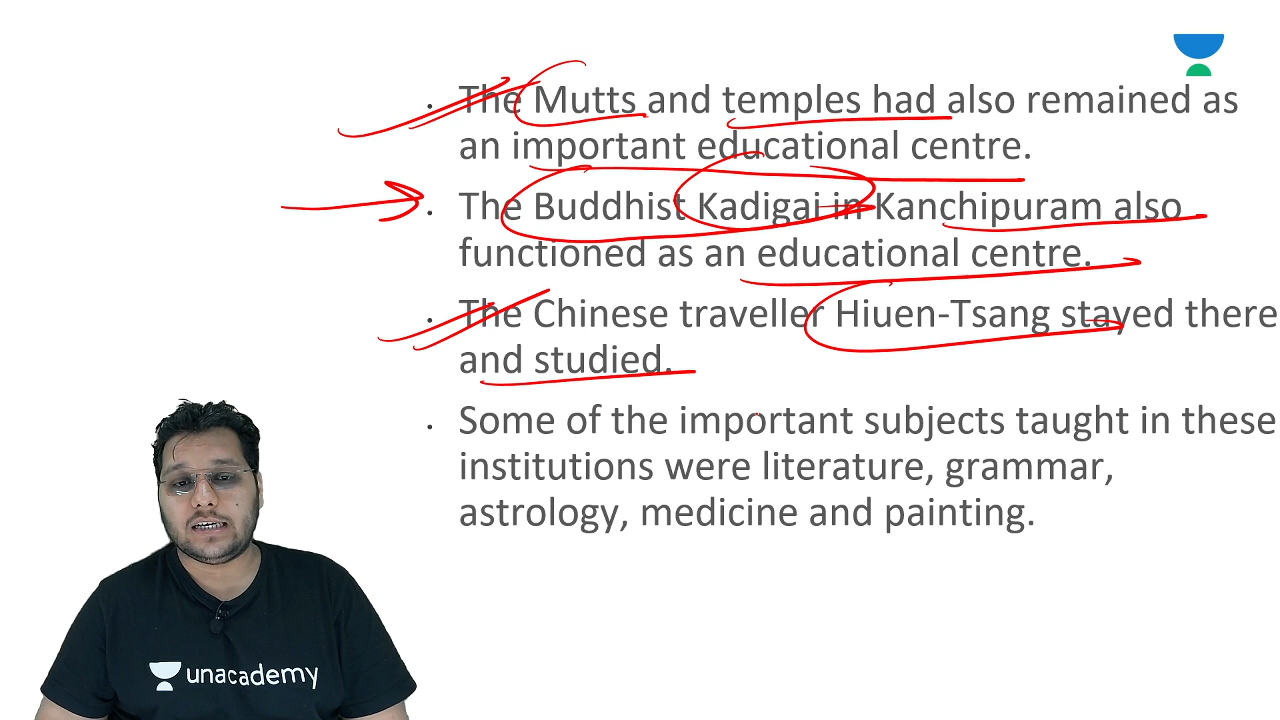 The Mutts and temples had also remained as
an important educational centre.
The Buddhist Kadigai in Kanchipuram also
functioned as an educational centre.
The Chinese traveller Hiuen-Tsang stayed there
and studied.
Some of the important subjects taught in these
institutions were literature, grammar,
astrology, medicine and painting.
unacademy